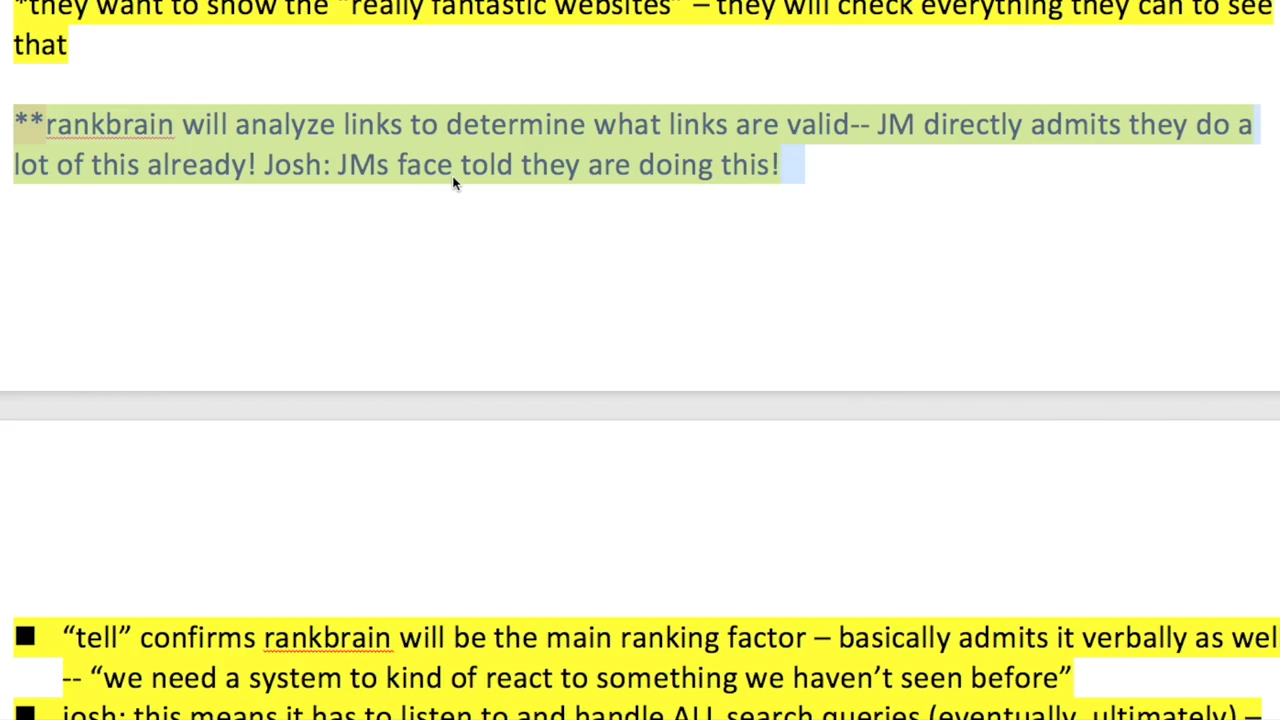 *they want to show the "really fantastic websites" – they will check everything they can to see
that
**rankbrain will analyze links to determine what links are valid-- JM directly admits they do a
lot of this already! Josh: JMs face told they are doing this!
■ “tell” confirms rankbrain will be the main ranking factor – basically admits it verbally as wel
-- “we need a system to kind of react to something we haven’t seen before”
■ josh: this means it has to listen to and handle ALL search queries (eventually, ultimately) –